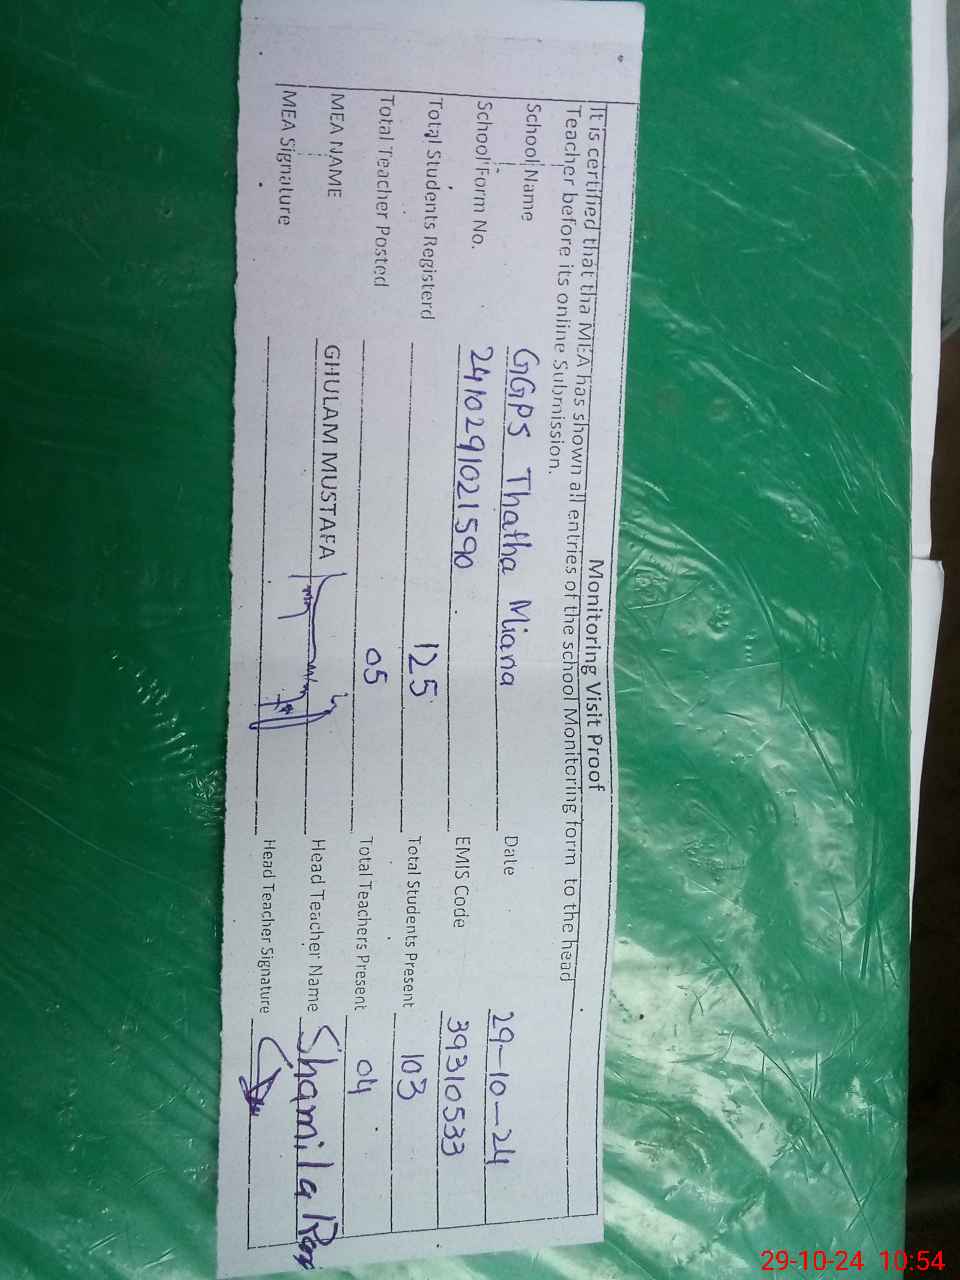 Monitoring Visit Proof
It is certified that tha MEA has shown all entries of the school Monitoring form to the head
Teacher before its online Submission.
School Name GGPS Thatha Miana Date 29-10-24
School Form No. 2410291021590 EMIS Code 39310533
Total Students Registerd 125 Total Students Present 103
Total Teacher Posted 05 Total Teachers Present 04
MEA NAME GHULAM MUSTAFA Head Teacher Name Shamila
MEA Signature Head Teacher Signature
29-10-24 10:54